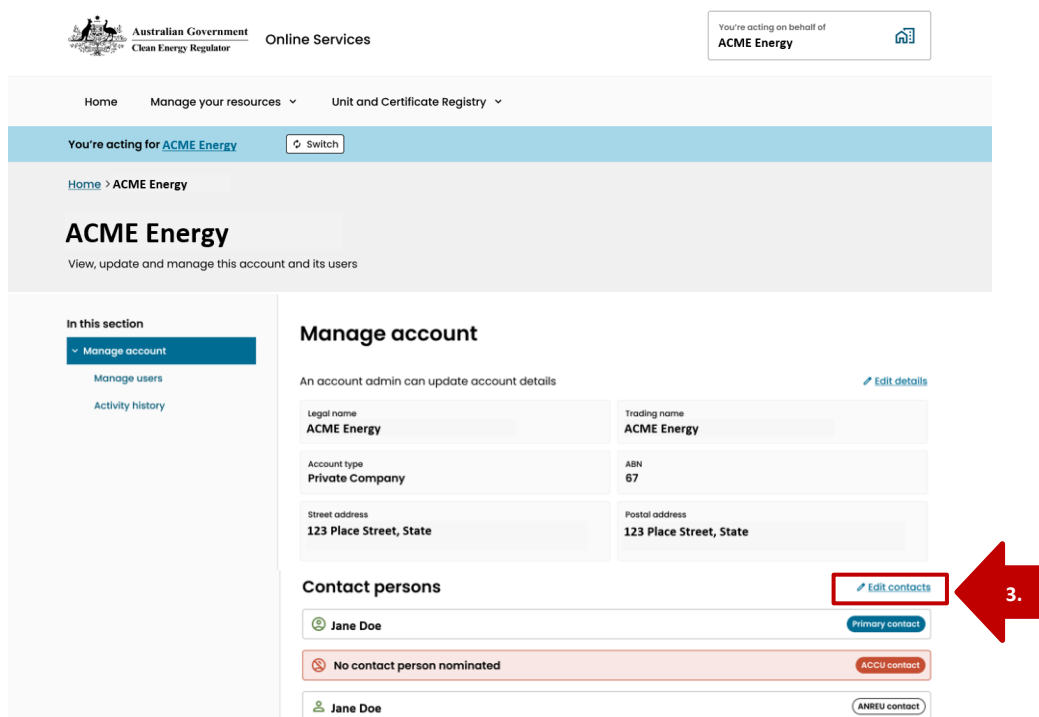 Australian Government
Clean Energy Regulator
Online Services
You're acting on behalf of
ACME Energy
Home
Manage your resources
Unit and Certificate Registry
You're acting for ACME Energy
Switch
Home > ACME Energy
ACME Energy
View, update and manage this account and its users
In this section
Manage account
Manage users
Activity history
Manage account
An account admin can update account details
Edit details
Legal name
ACME Energy
Trading name
ACME Energy
Account type
Private Company
ABN
67
Street address
123 Place Street, State
Postal address
123 Place Street, State
Contact persons
Edit contacts
3.
Jane Doe
Primary contact
No contact person nominated
ACCU contact
Jane Doe
ANREU contact